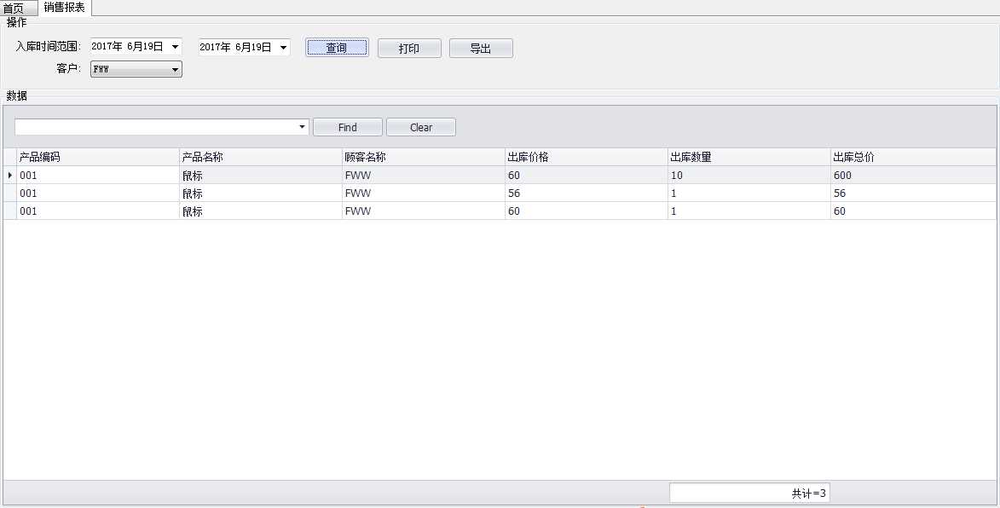 首页 销售报表
操作
入库时间范围: 2017年 6月19日 2017年 6月19日 查询 打印 导出
客户: FWW
数据
Find Clear
产品编码 产品名称 顾客名称 出库价格 出库数量 出库总价
001 鼠标 FWW 60 10 600
001 鼠标 FWW 56 1 56
001 鼠标 FWW 60 1 60
共计=3